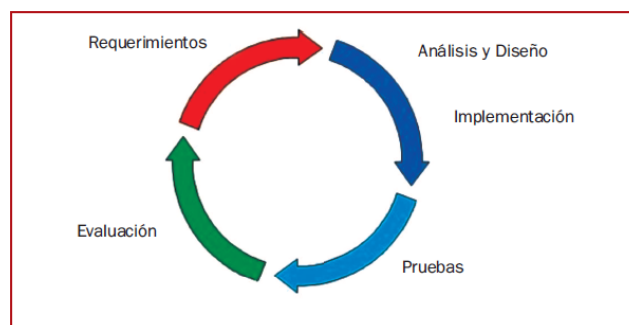 Requerimientos
Análisis y Diseño
Implementación
Pruebas
Evaluación